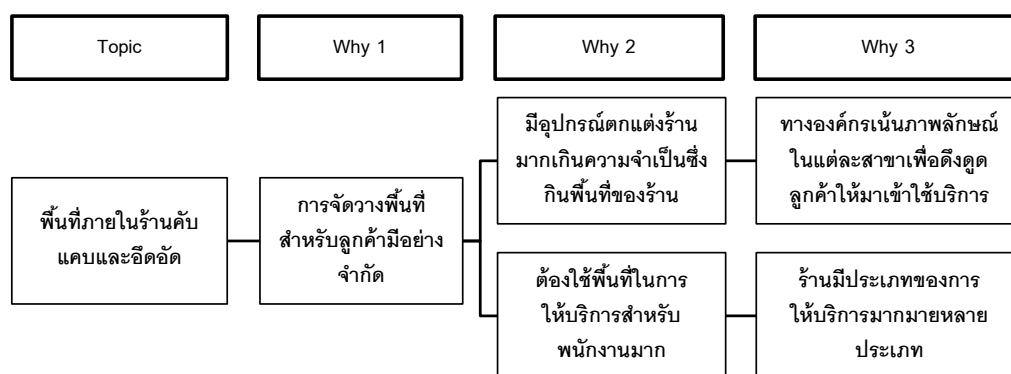 Topic
Why 1
Why 2
Why 3
พื้นที่ภายในร้านคับ
แคบและอึดอัด
การจัดวางพื้นที่
สำหรับลูกค้ามีอย่าง
จำกัด
มีอุปกรณ์ตกแต่งร้าน
มากเกินความจำเป็นซึ่ง
กินพื้นที่ของร้าน
ทางองค์กรเน้นภาพลักษณ์
ในแต่ละสาขาเพื่อดึงดูด
ลูกค้าให้มาเข้าใช้บริการ
ต้องใช้พื้นที่ในการ
ให้บริการสำหรับ
พนักงานมาก
ร้านมีประเภทของการ
ให้บริการมากมายหลาย
ประเภท